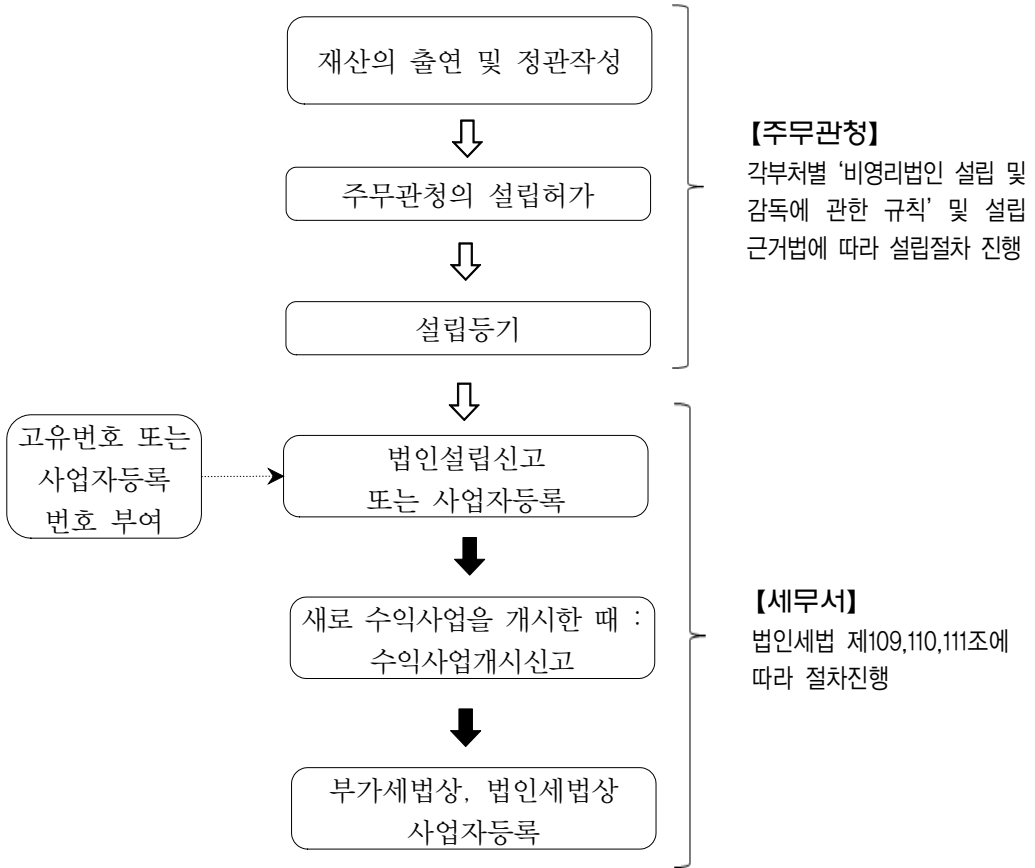 재산의 출연 및 정관작성
주무관청의 설립허가
설립등기
【주무관청】
각부처별 ‘비영리법인 설립 및
감독에 관한 규칙’ 및 설립
근거법에 따라 설립절차 진행
고유번호 또는
사업자등록
번호 부여
법인설립신고
또는 사업자등록
새로 수익사업을 개시한 때 :
수익사업개시신고
부가세법상, 법인세법상
사업자등록
【세무서】
법인세법 제109,110,111조에
따라 절차진행